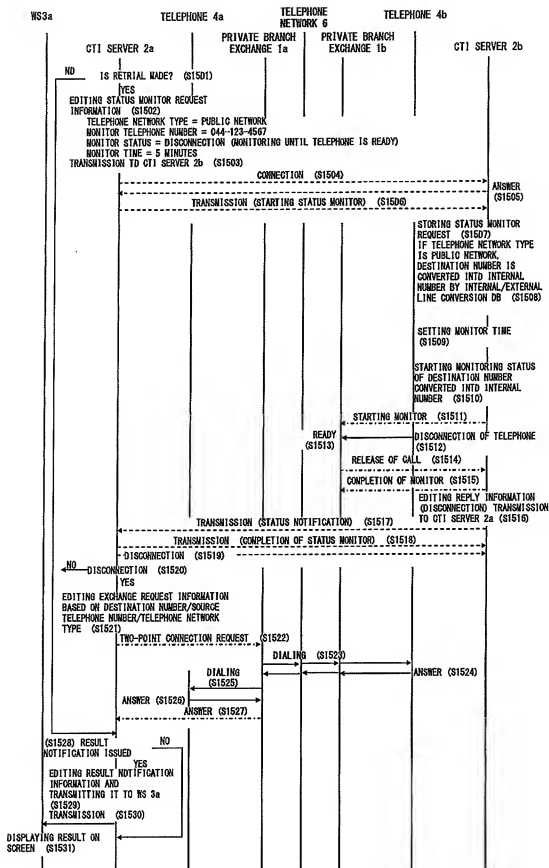 WS3a
TELEPHONE 4a
TELEPHONE
NETWORK 6
TELEPHONE 4b
CTI SERVER 2a
PRIVATE BRANCH
EXCHANGE 1a
PRIVATE BRANCH
EXCHANGE 1b
CTI SERVER 2b
NO
IS RETRIAL MADE? (S1501)
YES
EDITING STATUS MONITOR REQUEST
INFORMATION (S1502)
TELEPHONE NETWORK TYPE = PUBLIC NETWORK
MONITOR TELEPHONE NUMBER = 044-123-4567
MONITOR STATUS = DISCONNECTION (MONITORING UNTIL TELEPHONE IS READY)
MONITOR TIME = 5 MINUTES
TRANSMISSION TO CTI SERVER 2b (S1503)
CONNECTION (S1504)
ANSWER
(S1505)
TRANSMISSION (STARTING STATUS MONITOR) (S1506)
STORING STATUS MONITOR
REQUEST (S1507)
IF TELEPHONE NETWORK TYPE
IS PUBLIC NETWORK,
DESTINATION NUMBER IS
CONVERTED INTO INTERNAL
NUMBER BY INTERNAL/EXTERNAL
LINE CONVERSION DB (S1508)
SETTING MONITOR TIME
(S1509)
STARTING MONITORING STATUS
OF DESTINATION NUMBER
CONVERTED INTO INTERNAL
NUMBER (S1510)
STARTING MONITOR (S1511)
READY
(S1513)
DISCONNECTION OF TELEPHONE
(S1512)
RELEASE OF CALL (S1514)
COMPLETION OF MONITOR (S1515)
EDITING REPLY INFORMATION
(DISCONNECTION) TRANSMISSION
TO CTI SERVER 2a (S1516)
TRANSMISSION (STATUS NOTIFICATION) (S1517)
TRANSMISSION (COMPLETION OF STATUS MONITOR) (S1518)
DISCONNECTION (S1519)
NO
DISCONNECTION (S1520)
YES
EDITING EXCHANGE REQUEST INFORMATION
BASED ON DESTINATION NUMBER/SOURCE
TELEPHONE NUMBER/TELEPHONE NETWORK
TYPE (S1521)
TWO-POINT CONNECTION REQUEST (S1522)
DIALING (S1523)
ANSWER (S1524)
DIALING
(S1525)
ANSWER (S1526)
ANSWER (S1527)
(S1528) RESULT
NOTIFICATION ISSUED
NO
YES
EDITING RESULT NOTIFICATION
INFORMATION AND
TRANSMITTING IT TO WS 3a
(S1529)
TRANSMISSION (S1530)
DISPLAYING RESULT ON
SCREEN (S1531)